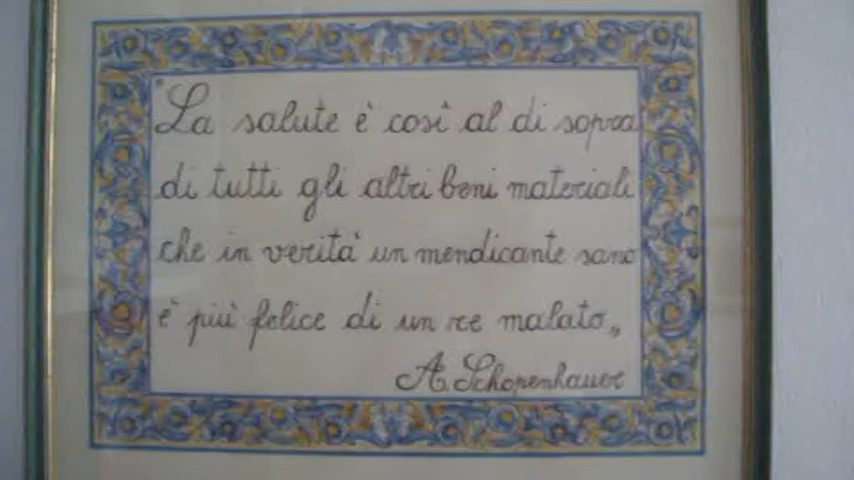 "La salute è così al di sopra
di tutti gli altri beni materiali
che in verità un mendicante sano
è più felice di un re malato„
A. Schopenhauer